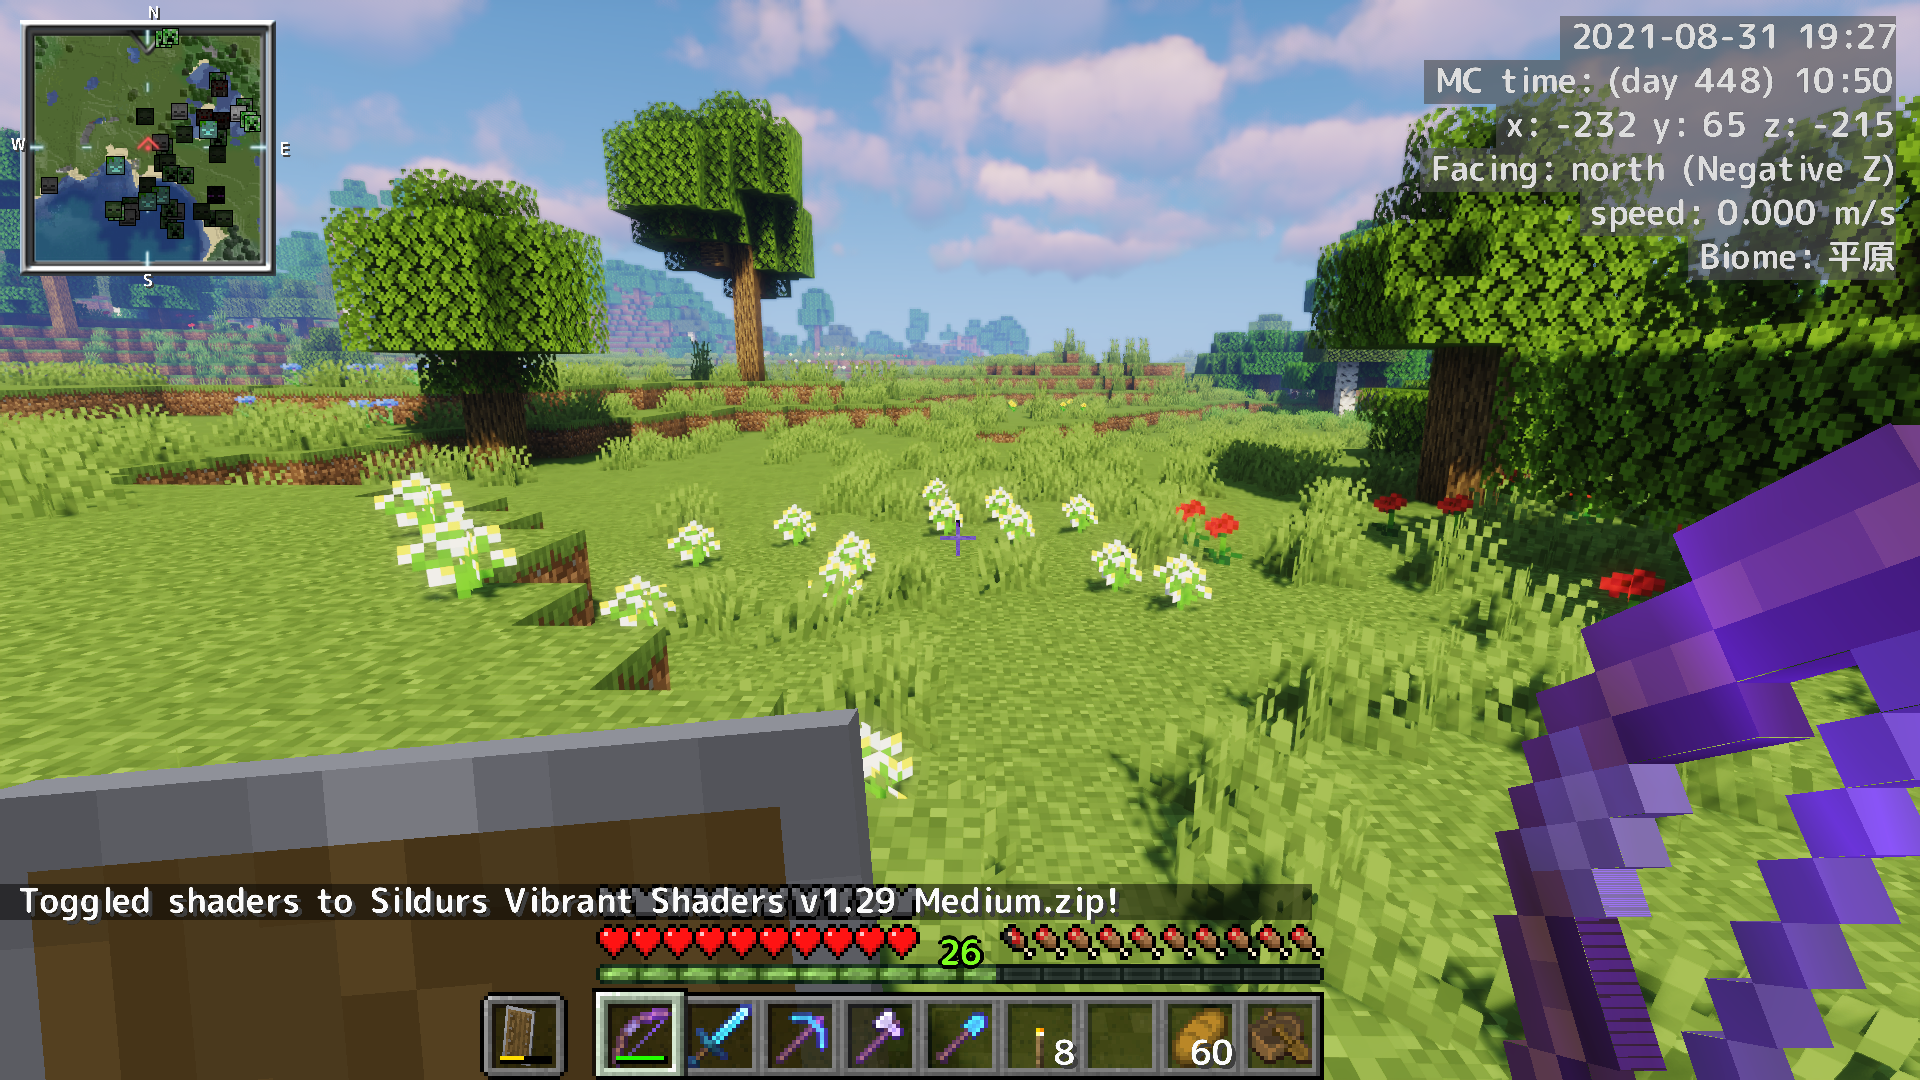 N
W
E
S
2021-08-31 19:27
MC time: (day 448) 10:50
x: -232 y: 65 z: -215
Facing: north (Negative Z)
speed: 0.000 m/s
Biome: 平原
Toggled shaders to Sildurs Vibrant Shaders v1.29 Medium.zip!
26
8
60